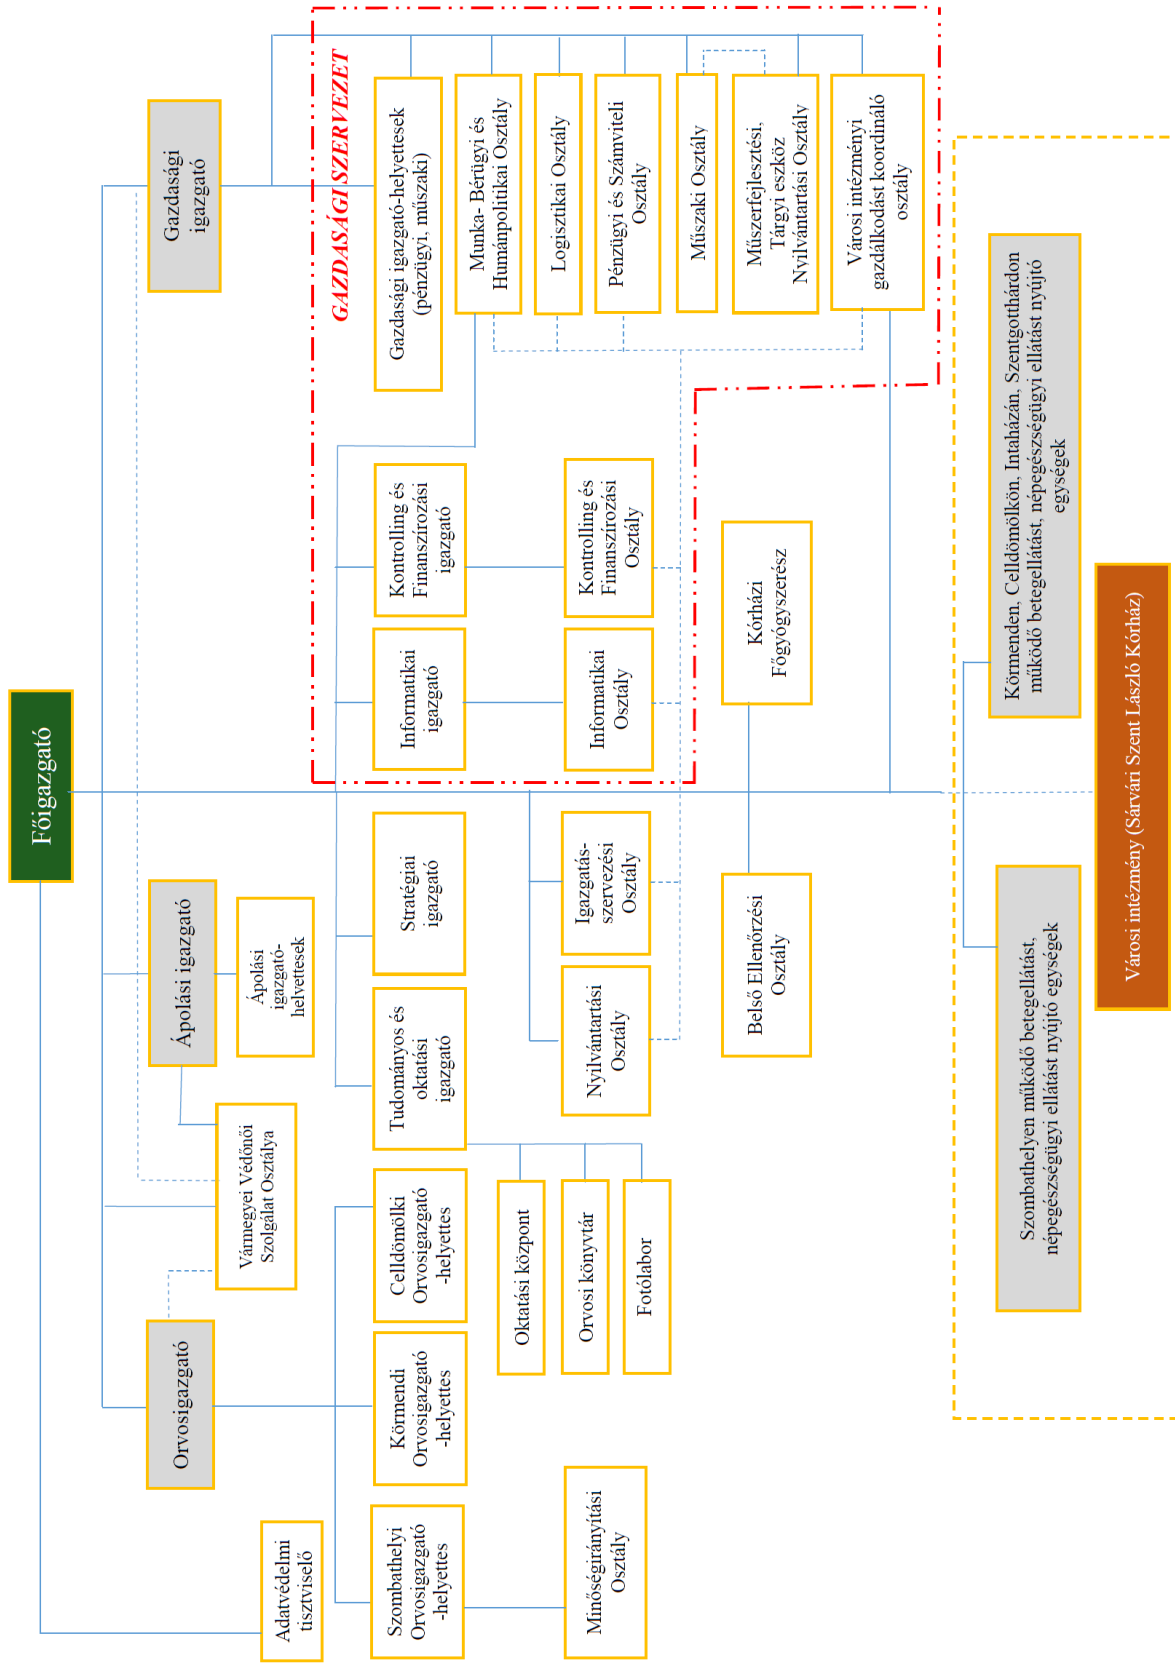 Főigazgató
Orvosigazgató
Ápolási igazgató
Gazdasági
igazgató
Adatvédelmi
tisztviselő
Vármegyei Védőnői
Szolgálat Osztálya
Ápolási
igazgató-
helyettesek
GAZDASÁGI SZERVEZET
Szombathelyi
Orvosigazgató
-helyettes
Körmendi
Orvosigazgató
-helyettes
Celldömölki
Orvosigazgató
-helyettes
Tudományos és
oktatási
igazgató
Stratégiai
igazgató
Informatikai
igazgató
Kontrolling és
Finanszírozási
igazgató
Gazdasági igazgató-helyettesek
(pénzügyi, műszaki)
Munka- Bérügyi és
Humánpolitikai Osztály
Logisztikai Osztály
Pénzügyi és Számviteli
Osztály
Műszaki Osztály
Műszerfejlesztési,
Tárgyi eszköz
Nyilvántartási Osztály
Városi intézményi
gazdálkodást koordináló
osztály
Oktatási központ
Orvosi könyvtár
Fotólabor
Minőségirányítási
Osztály
Nyilvántartási
Osztály
Igazgatás-
szervezési
Osztály
Informatikai
Osztály
Kontrolling és
Finanszírozási
Osztály
Belső Ellenőrzési
Osztály
Kórházi
Főgyógyszerész
Szombathelyen működő betegellátást,
népegészségügyi ellátást nyújtó egységek
Körmenden, Celldömölkön, Intaházán, Szentgotthárdon
működő betegellátást, népegészségügyi ellátást nyújtó
egységek
Városi intézmény (Sárvári Szent László Kórház)